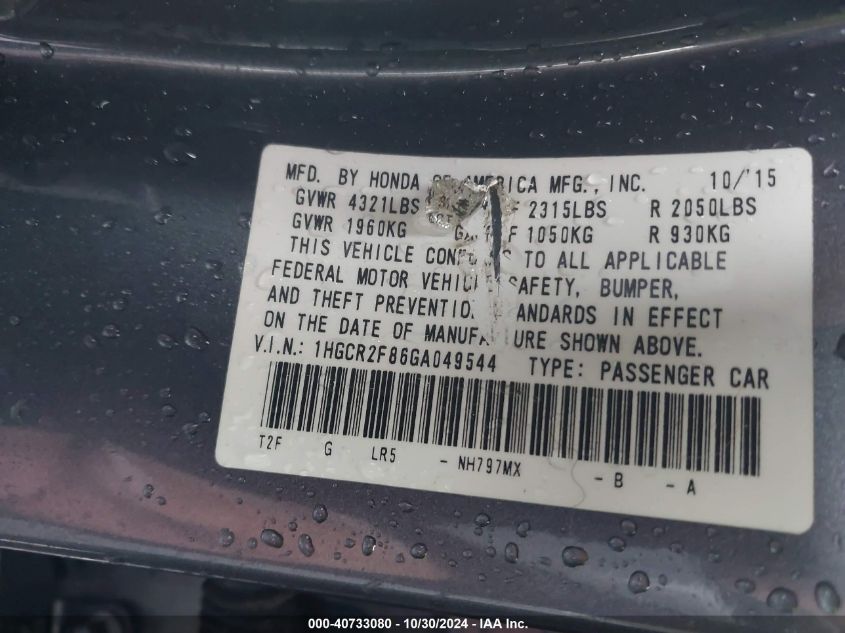 MFD. BY HONDA OF AMERICA MFG., INC. 10/'15
GVWR 4321LBS 2315LBS R 2050LBS
GVWR 1960KG F 1050KG R 930KG
THIS VEHICLE TO ALL APPLICABLE
FEDERAL MOTOR SAFETY, BUMPER,
AND THEFT IN EFFECT
ON THE DATE OF SHOWN ABOVE.
V.I.N.: 1HGCR2F86GA049544 TYPE: PASSENGER CAR
T2F G LR5 - NH797MX - B - A
000-40733080 - 10/30/2024 - IAA Inc.